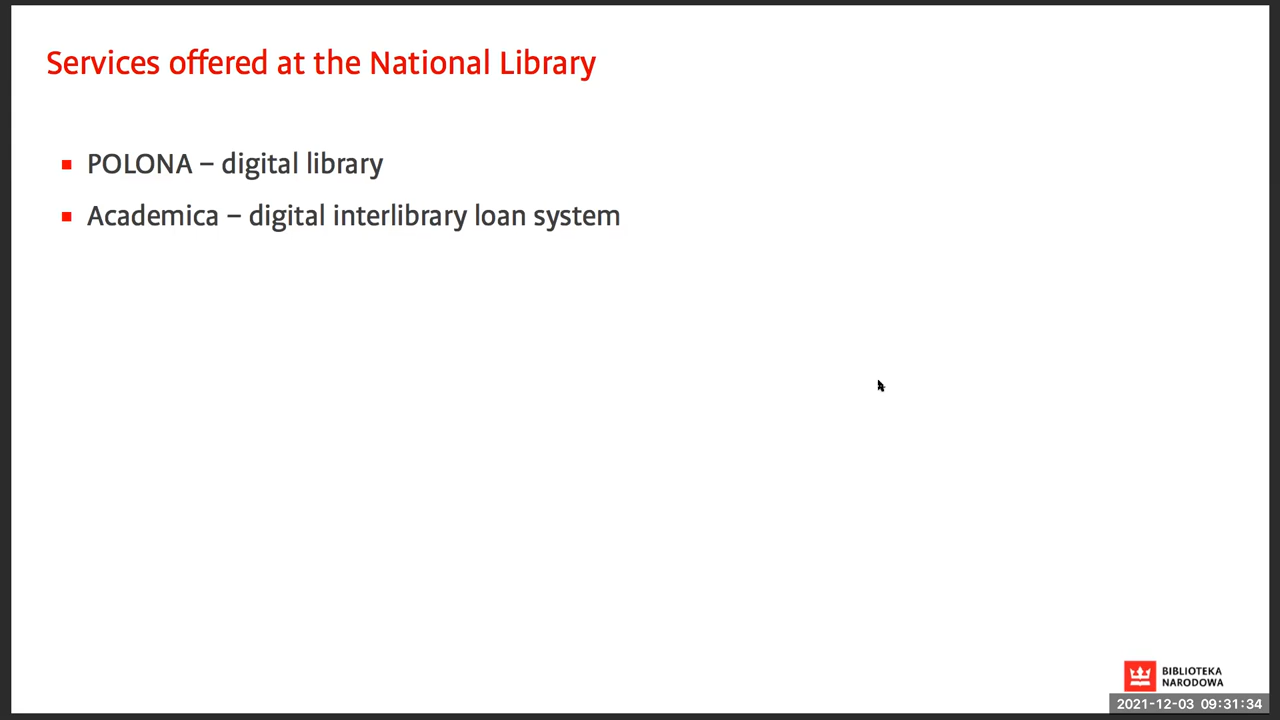 Services offered at the National Library
POLONA – digital library
Academica – digital interlibrary loan system
BIBLIOTEKA
NARODOWA
2021-12-03 09:31:34